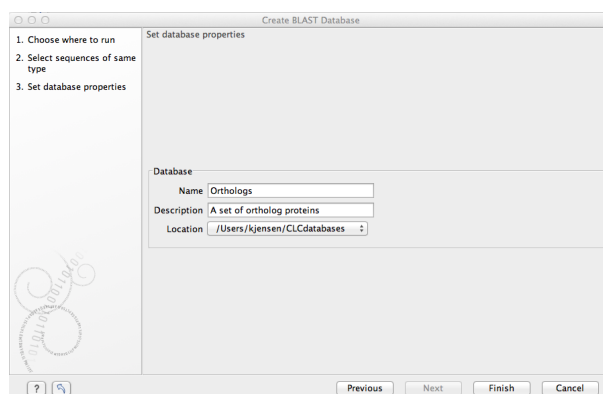 Create BLAST Database
1. Choose where to run
2. Select sequences of same
type
3. Set database properties
Set database properties
Database
Name Orthologs
Description A set of ortholog proteins
Location /Users/kjensen/CLCdatabases
? Previous Next Finish Cancel